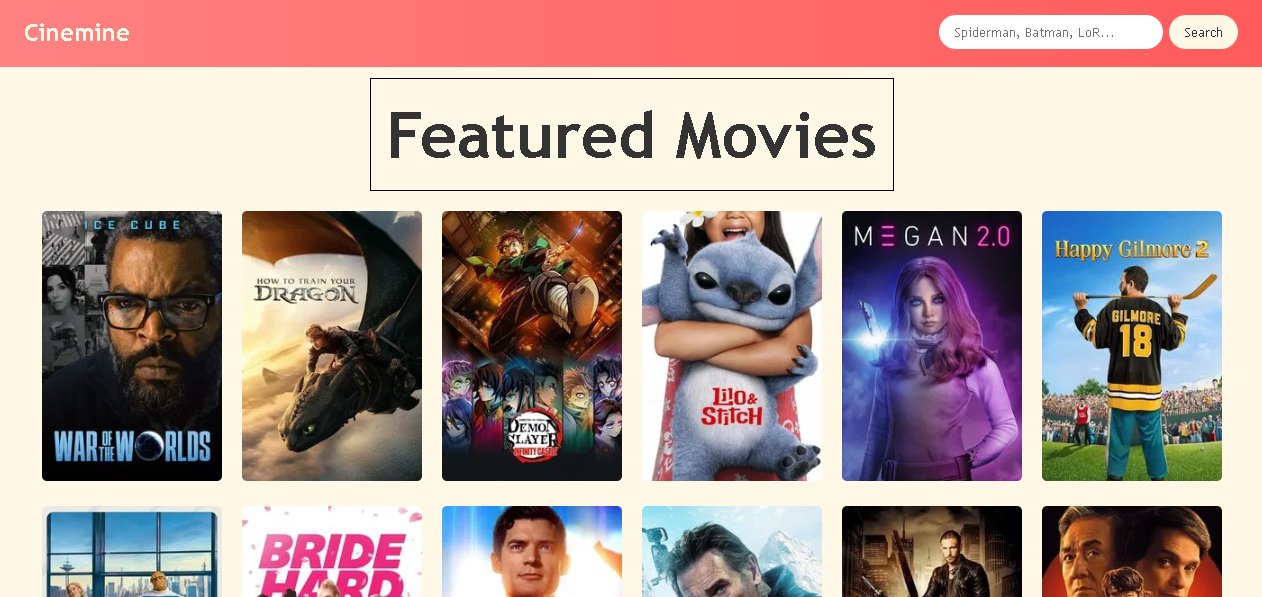 Cinemine
Spiderman, Batman, LoR...
Search
Featured Movies
ICE CUBE
WAR OF THE WORLDS
HOW TO TRAIN YOUR
DRAGON
DEMON
SLAYER
INFINITY CASTLE
Lilo &
Stitch
M3GAN 2.0
Happy Gilmore 2
GILMORE
18
BRIDE
HARD